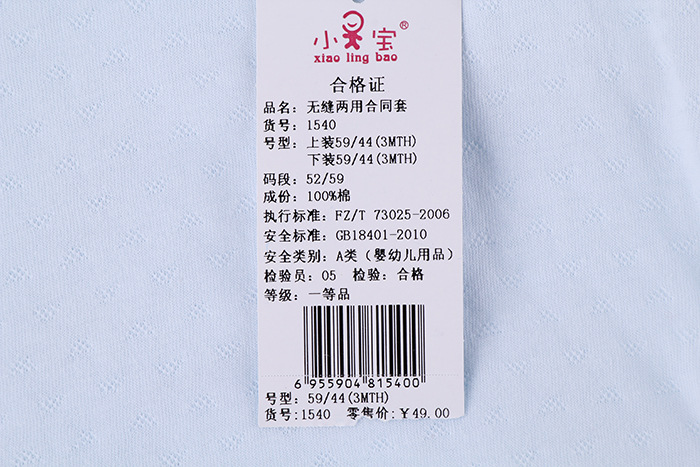 小 宝®
xiao ling bao
合格证
品名：无缝两用合同套
货号：1540
号型：上装59/44(3MTH)
下装59/44(3MTH)
码段：52/59
成份：100%棉
执行标准：FZ/T 73025-2006
安全标准：GB18401-2010
安全类别：A类（婴幼儿用品）
检验员：05 检验：合格
等级：一等品
6 955904 815400
号型：59/44(3MTH)
货号:1540 零售价:￥49.00